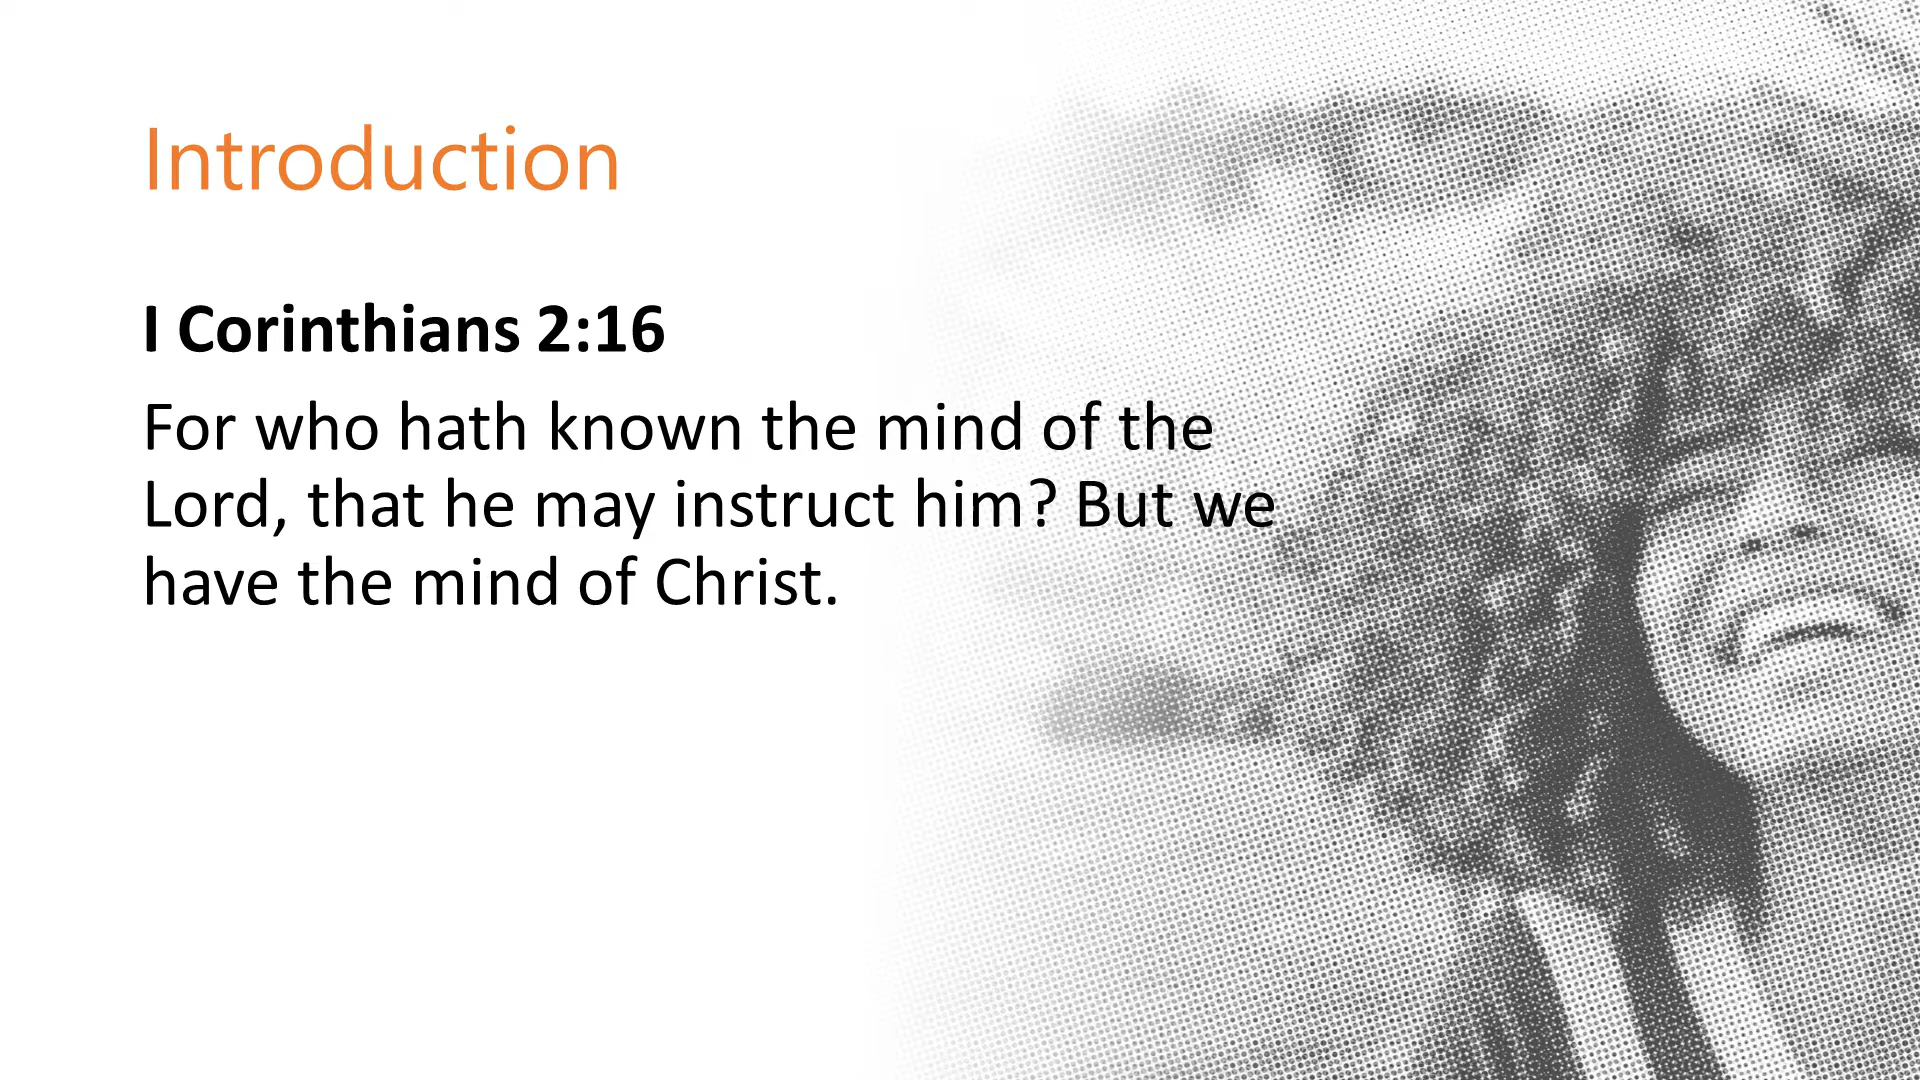 Introduction
I Corinthians 2:16
For who hath known the mind of the
Lord, that he may instruct him? But we
have the mind of Christ.